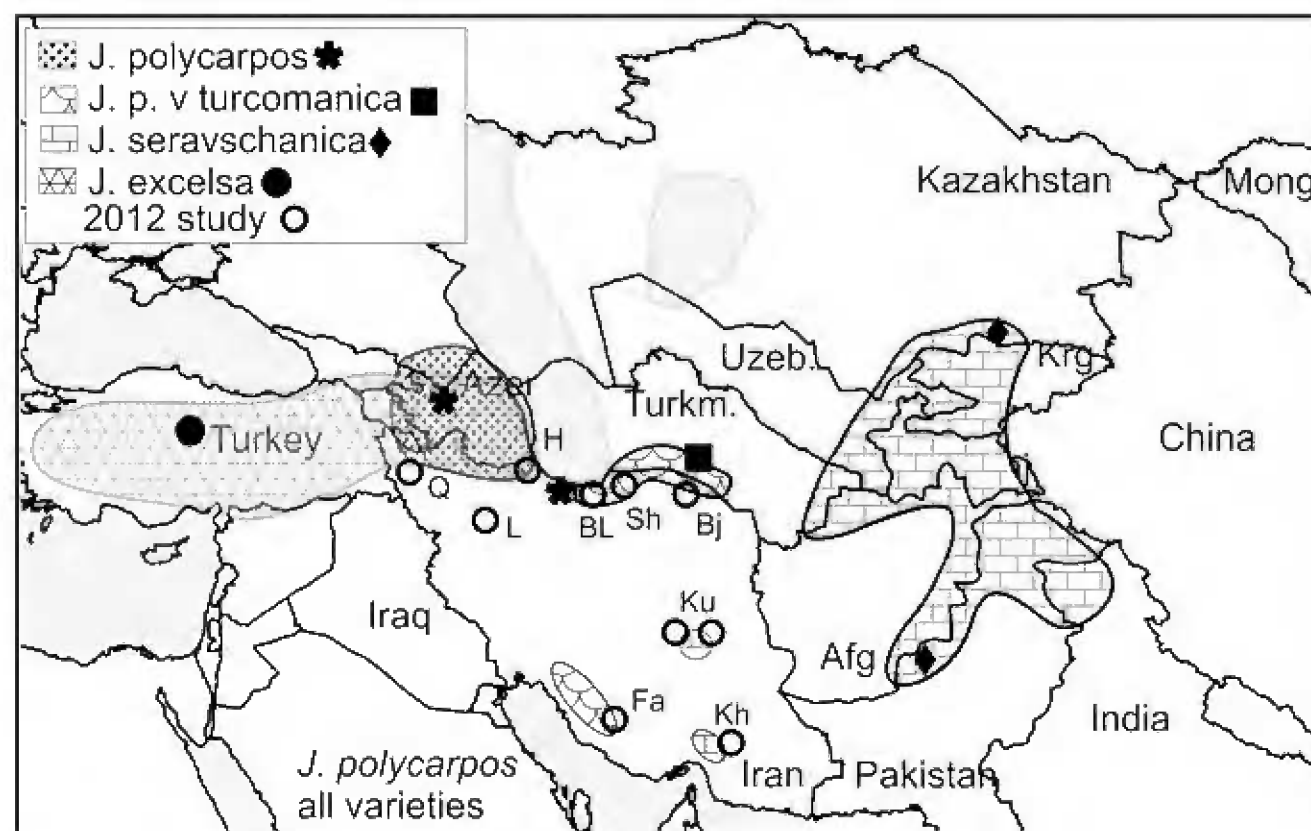 J. polycarpos
J. p. v turcomanica
J. seravschanica
J. excelsa
2012 study
Kazakhstan
Mong
Uzeb.
Krg
Azer
Turkm.
China
Turkey
H
Q
L
BL
Sh
Bj
Iraq
Ku
Afg
Fa
Kh
India
Iran
Pakistan
J. polycarpos
all varieties